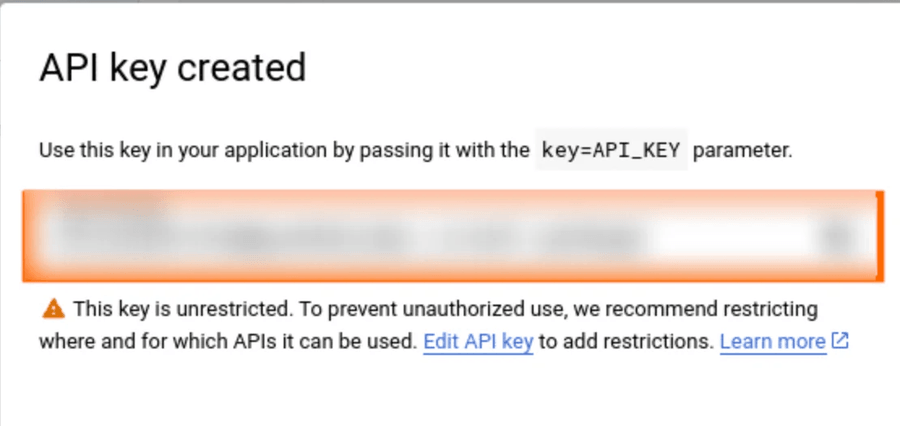 API key created
Use this key in your application by passing it with the key=API_KEY parameter.
This key is unrestricted. To prevent unauthorized use, we recommend restricting
where and for which APIs it can be used. Edit API key to add restrictions. Learn more